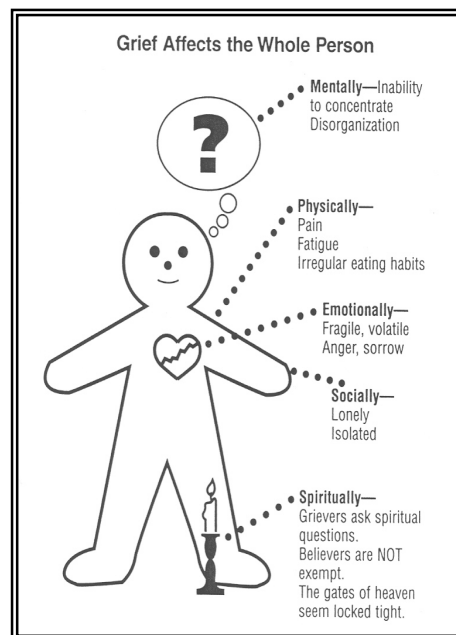 Grief Affects the Whole Person
?
Mentally—Inability
to concentrate
Disorganization
Physically—
Pain
Fatigue
Irregular eating habits
Emotionally—
Fragile, volatile
Anger, sorrow
Socially—
Lonely
Isolated
Spiritually—
Grievers ask spiritual
questions.
Believers are NOT
exempt.
The gates of heaven
seem locked tight.